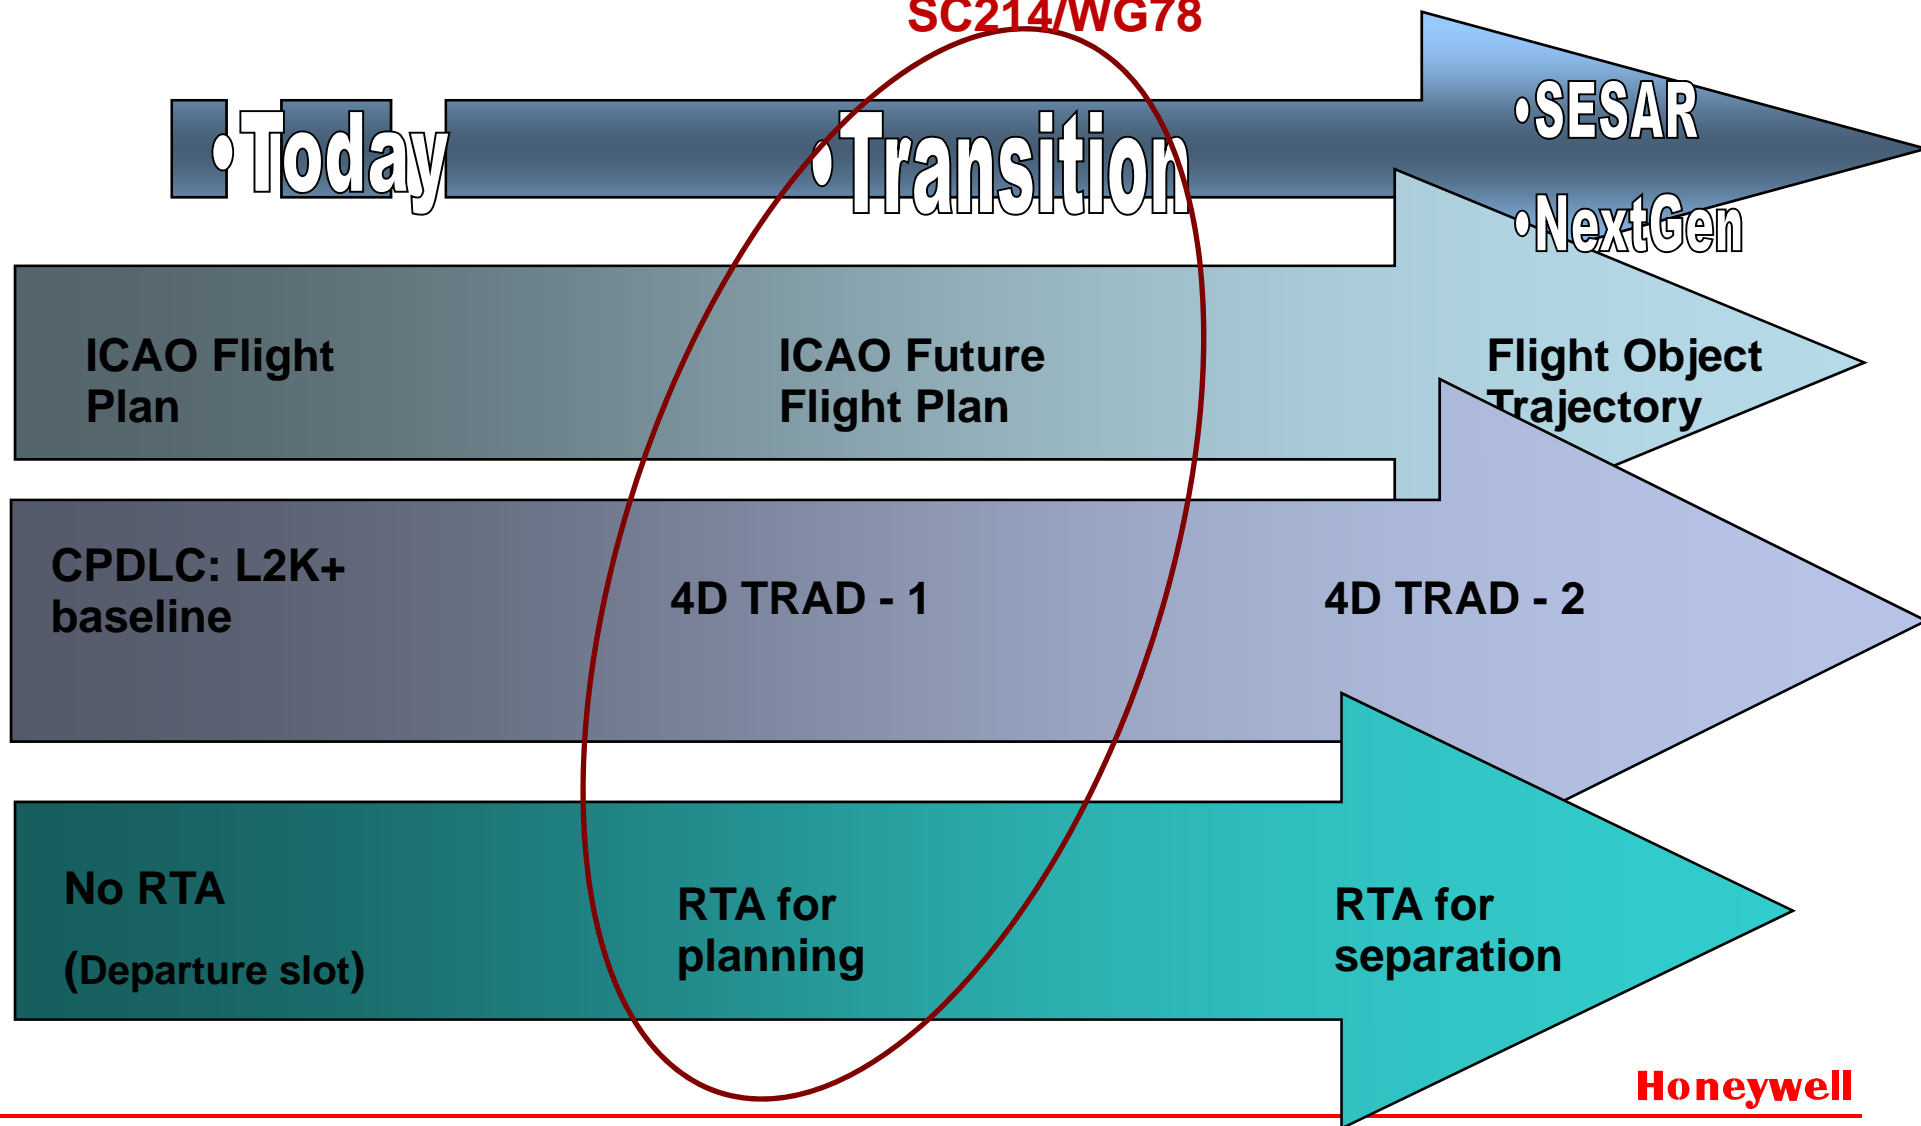 SC214/WG78
•Today
•Transition
•SESAR
•NextGen
ICAO Flight
Plan
ICAO Future
Flight Plan
Flight Object
Trajectory
CPDLC: L2K+
baseline
4D TRAD - 1
4D TRAD - 2
No RTA
(Departure slot)
RTA for
planning
RTA for
separation
Honeywell